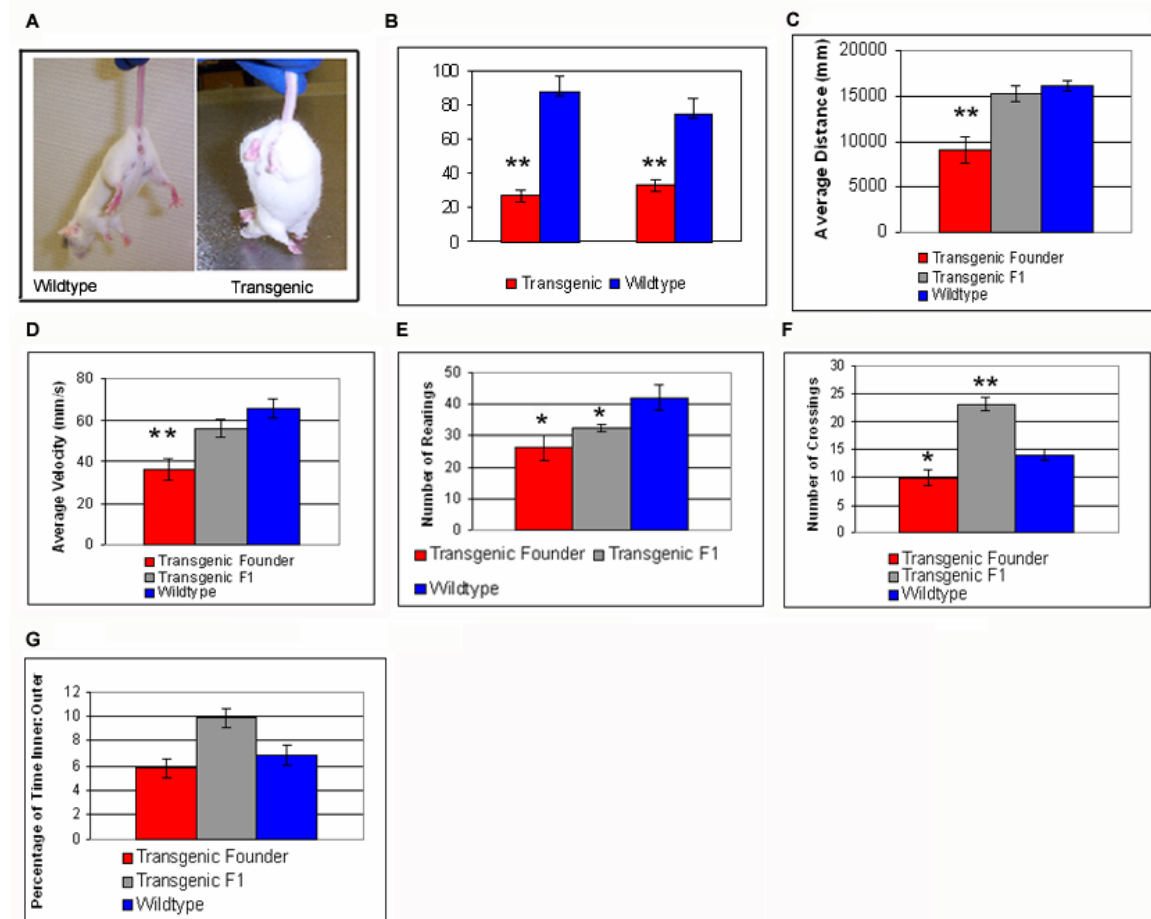 A
Wildtype Transgenic
B
100
80
60
40
20
0
** **
Transgenic Wildtype
C
Average Distance (mm)
20000
15000
10000
5000
0
**
Transgenic Founder
Transgenic F1
Wildtype
D
Average Velocity (mm/s)
80
60
40
20
0
**
Transgenic Founder
Transgenic F1
Wildtype
E
Number of Rearings
50
40
30
20
10
0
* *
Transgenic Founder Transgenic F1
Wildtype
F
Number of Crossings
30
25
20
15
10
5
0
* **
Transgenic Founder
Transgenic F1
Wildtype
G
Percentage of Time Inner:Outer
12
10
8
6
4
2
0
Transgenic Founder
Transgenic F1
Wildtype